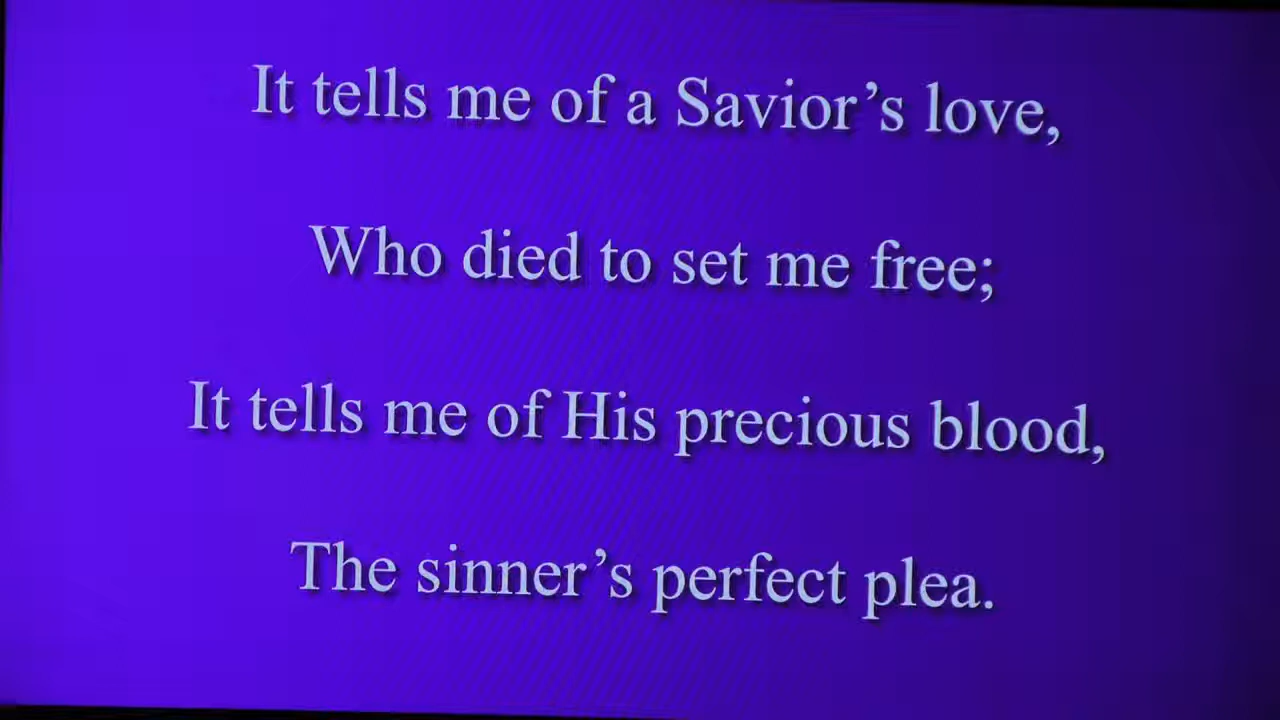 It tells me of a Savior’s love,
Who died to set me free;
It tells me of His precious blood,
The sinner’s perfect plea.